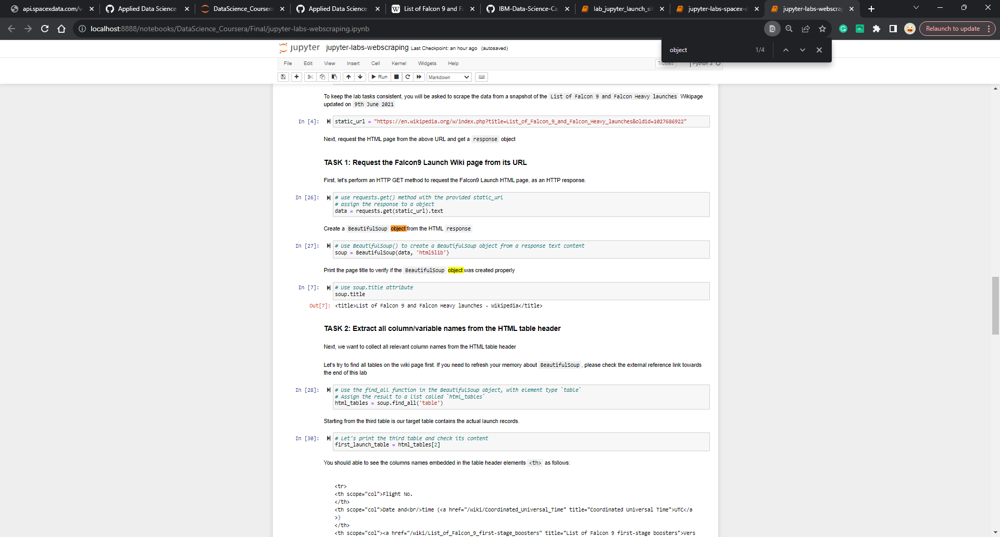 api.spacexdata.com/v
Applied Data Science
DataScience_Coursera
Applied Data Science
List of Falcon 9 and Fa
IBM-Data-Science-Ca
lab_jupyter_launch_sit
jupyter-labs-spacex-d
jupyter-labs-webscrap
localhost:8888/notebooks/DataScience_Coursera/Final/jupyter-labs-webscraping.ipynb
Relaunch to update
object 1/4
jupyter jupyter-labs-webscraping Last Checkpoint: an hour ago (autosaved)
File Edit View Insert Cell Kernel Widgets Help Trusted Python 3
Run Markdown
To keep the lab tasks consistent, you will be asked to scrape the data from a snapshot of the List of Falcon 9 and Falcon Heavy launches Wikipage
updated on 9th June 2021
In [4]: static_url = "https://en.wikipedia.org/w/index.php?title=List_of_Falcon_9_and_Falcon_Heavy_launches&oldid=1027686922"
Next, request the HTML page from the above URL and get a response object
TASK 1: Request the Falcon9 Launch Wiki page from its URL
First, let's perform an HTTP GET method to request the Falcon9 Launch HTML page, as an HTTP response.
In [26]: # use requests.get() method with the provided static_url
# assign the response to a object
data = requests.get(static_url).text
Create a BeautifulSoup object from the HTML response
In [27]: # Use BeautifulSoup() to create a BeautifulSoup object from a response text content
soup = BeautifulSoup(data, 'html5lib')
Print the page title to verify if the BeautifulSoup object was created properly
In [7]: # Use soup.title attribute
soup.title
Out[7]: <title>List of Falcon 9 and Falcon Heavy launches - Wikipedia</title>
TASK 2: Extract all column/variable names from the HTML table header
Next, we want to collect all relevant column names from the HTML table header
Let's try to find all tables on the wiki page first. If you need to refresh your memory about BeautifulSoup , please check the external reference link towards
the end of this lab
In [28]: # Use the find_all function in the BeautifulSoup object, with element type `table`
# Assign the result to a list called `html_tables`
html_tables = soup.find_all('table')
Starting from the third table is our target table contains the actual launch records.
In [30]: # Let's print the third table and check its content
first_launch_table = html_tables[2]
You should able to see the columns names embedded in the table header elements <th> as follows:
<tr>
<th scope="col">Flight No.
</th>
<th scope="col">Date and<br/>time (<a href="/wiki/Coordinated_Universal_Time" title="Coordinated Universal Time">UTC</a
>)
</th>
<th scope="col"><a href="/wiki/List_of_Falcon_9_first-stage_boosters" title="List of Falcon 9 first-stage boosters">Vers